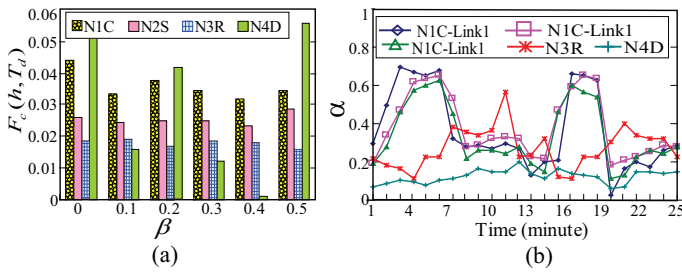 N1C N2S N3R N4D
0.06
0.05
0.04
0.03
0.02
0.01
0
F_c(h,T_d)
0 0.1 0.2 0.3 0.4 0.5
β
(a)
N1C-Link1 N1C-Link1
N1C-Link1 N3R N4D
1
0.8
0.6
0.4
0.2
0
α
1 4 7 10 13 16 19 22 25
Time (minute)
(b)